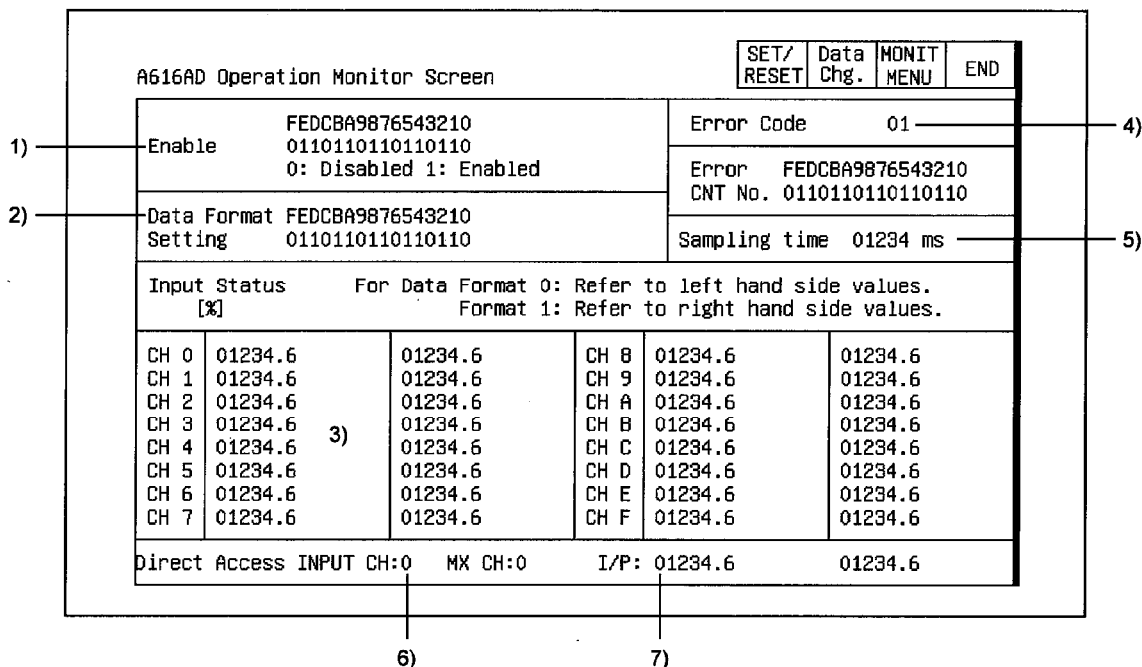 SET/ RESET Data Chg. MONIT MENU END
A616AD Operation Monitor Screen
1)
Enable
FEDCBA9876543210
0110110110110110
0: Disabled 1: Enabled
Error Code 01
4)
Error CNT No.
FEDCBA9876543210
0110110110110110
2)
Data Format Setting
FEDCBA9876543210
0110110110110110
Sampling time 01234 ms
5)
Input Status For Data Format 0: Refer to left hand side values.
[%] Format 1: Refer to right hand side values.
CH 0 01234.6 01234.6 CH 8 01234.6 01234.6
CH 1 01234.6 01234.6 CH 9 01234.6 01234.6
CH 2 01234.6 01234.6 CH A 01234.6 01234.6
CH 3 01234.6 01234.6 CH B 01234.6 01234.6
3)
CH 4 01234.6 01234.6 CH C 01234.6 01234.6
CH 5 01234.6 01234.6 CH D 01234.6 01234.6
CH 6 01234.6 01234.6 CH E 01234.6 01234.6
CH 7 01234.6 01234.6 CH F 01234.6 01234.6
Direct Access INPUT CH:0 MX CH:0 I/P: 01234.6 01234.6
6) 7)